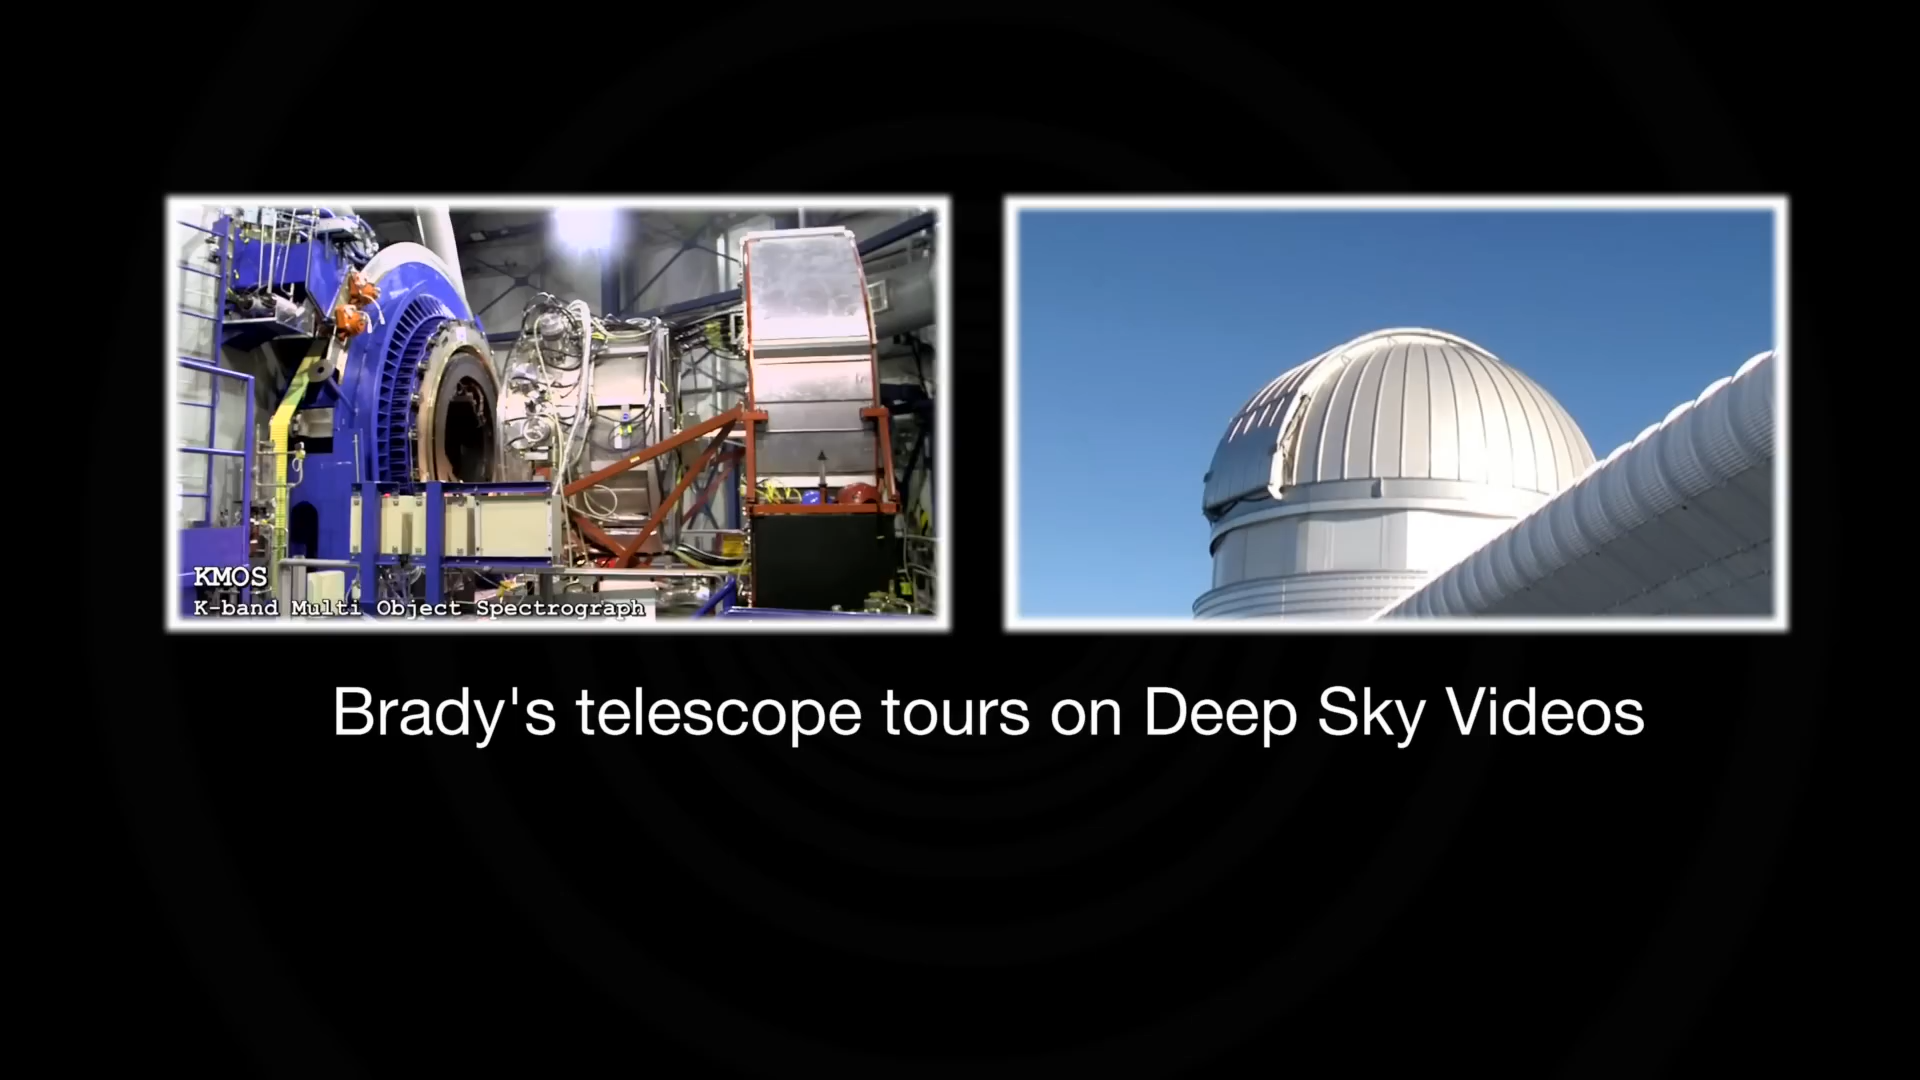 KMOS
K-band Multi Object Spectrograph
Brady's telescope tours on Deep Sky Videos